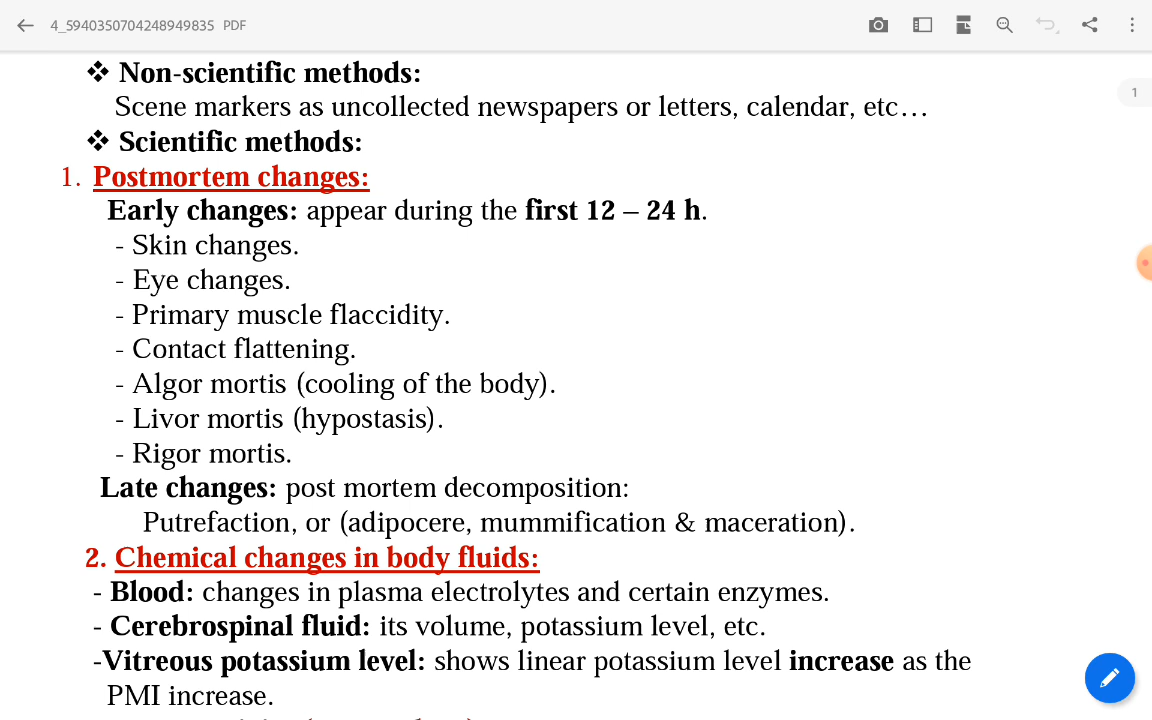 4_5940350704248949835 PDF
❖ Non-scientific methods:
1
Scene markers as uncollected newspapers or letters, calendar, etc…
❖ Scientific methods:
1. Postmortem changes:
Early changes: appear during the first 12 – 24 h.
- Skin changes.
- Eye changes.
- Primary muscle flaccidity.
- Contact flattening.
- Algor mortis (cooling of the body).
- Livor mortis (hypostasis).
- Rigor mortis.
Late changes: post mortem decomposition:
Putrefaction, or (adipocere, mummification & maceration).
2. Chemical changes in body fluids:
- Blood: changes in plasma electrolytes and certain enzymes.
- Cerebrospinal fluid: its volume, potassium level, etc.
-Vitreous potassium level: shows linear potassium level increase as the
PMI increase.